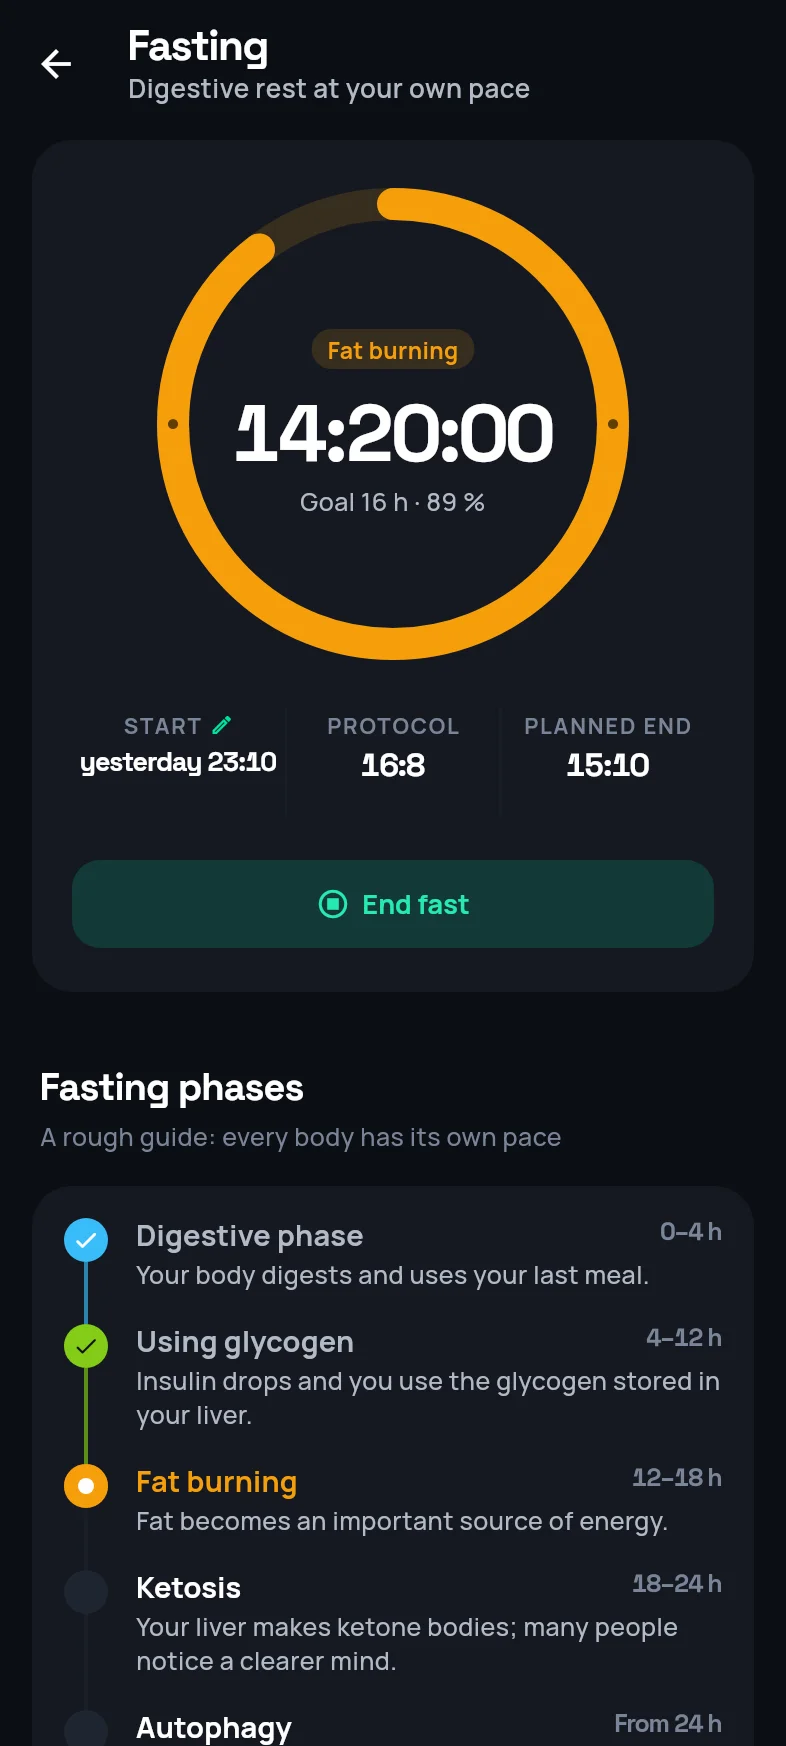 Fasting
Digestive rest at your own pace
Fat burning
14:20:00
Goal 16 h · 89 %
START
yesterday 23:10
PROTOCOL
16:8
PLANNED END
15:10
End fast
Fasting phases
A rough guide: every body has its own pace
Digestive phase
0–4 h
Your body digests and uses your last meal.
Using glycogen
4–12 h
Insulin drops and you use the glycogen stored in
your liver.
Fat burning
12–18 h
Fat becomes an important source of energy.
Ketosis
18–24 h
Your liver makes ketone bodies; many people
notice a clearer mind.
Autophagy
From 24 h